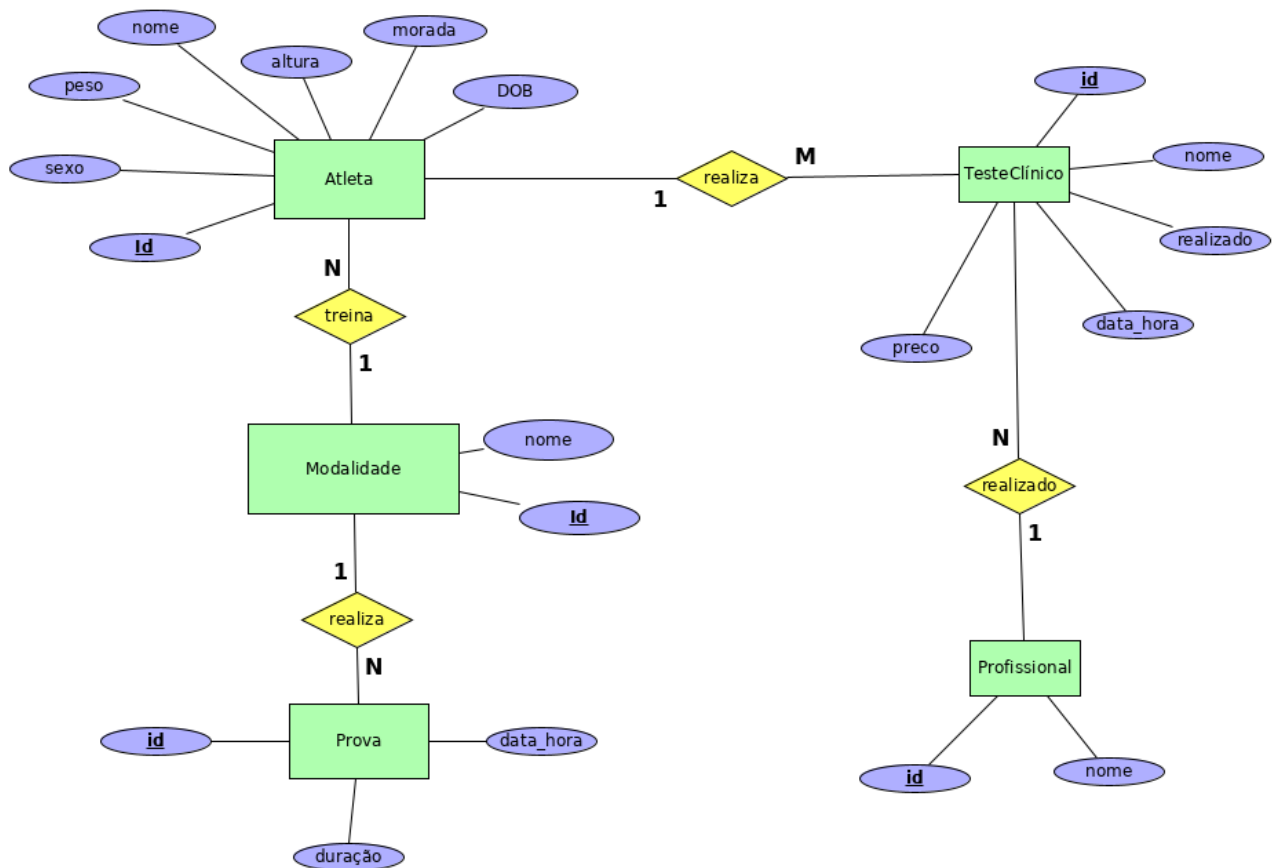 nome
morada
altura
peso
DOB
id
Atleta
sexo
realiza
M
1
TesteClínico
nome
Id
realizado
N
treina
1
data_hora
preco
nome
Modalidade
Id
N
realizado
1
1
realiza
N
Profissional
id
Prova
data_hora
id
nome
duração